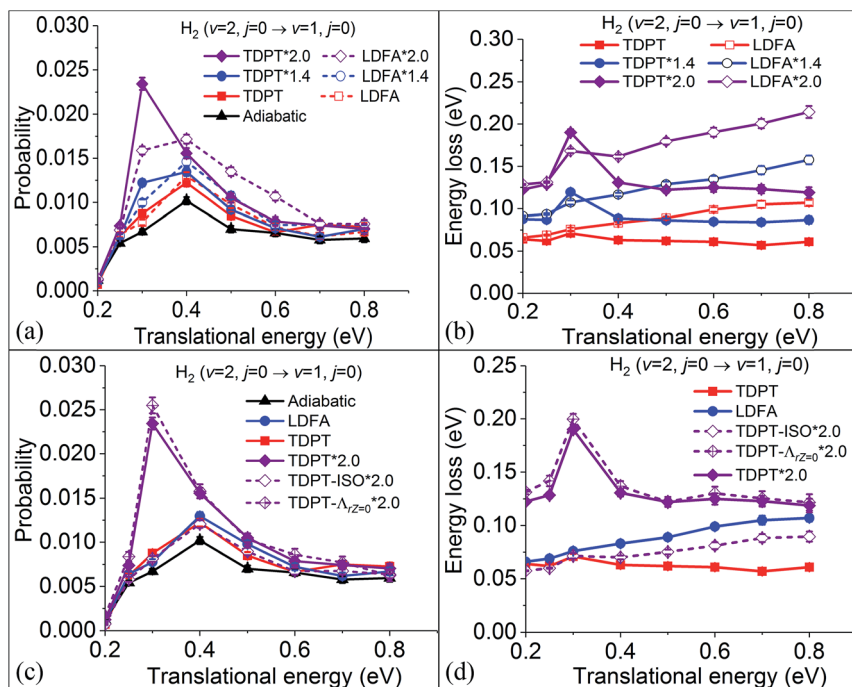 H₂ (v=2, j=0 → v=1, j=0)
TDPT*2.0 LDFA*2.0
TDPT*1.4 LDFA*1.4
TDPT LDFA
Adiabatic
0.030
0.025
0.020
0.015
0.010
0.005
0.000
Probability
0.2 0.3 0.4 0.5 0.6 0.7 0.8
(a) Translational energy (eV)
H₂ (v=2, j=0 → v=1, j=0)
TDPT LDFA
TDPT*1.4 LDFA*1.4
TDPT*2.0 LDFA*2.0
0.30
0.25
0.20
0.15
0.10
0.05
0.00
Energy loss (eV)
0.2 0.3 0.4 0.5 0.6 0.7 0.8
(b) Translational energy (eV)
H₂ (v=2, j=0 → v=1, j=0)
Adiabatic
LDFA
TDPT
TDPT*2.0
TDPT-ISO*2.0
TDPT-Λ_rZ=0*2.0
0.030
0.025
0.020
0.015
0.010
0.005
0.000
Probability
0.2 0.3 0.4 0.5 0.6 0.7 0.8
(c) Translational energy (eV)
H₂ (v=2, j=0 → v=1, j=0)
TDPT
LDFA
TDPT-ISO*2.0
TDPT-Λ_rZ=0*2.0
TDPT*2.0
0.25
0.20
0.15
0.10
0.05
0.00
Energy loss (eV)
0.2 0.3 0.4 0.5 0.6 0.7 0.8
(d) Translational energy (eV)